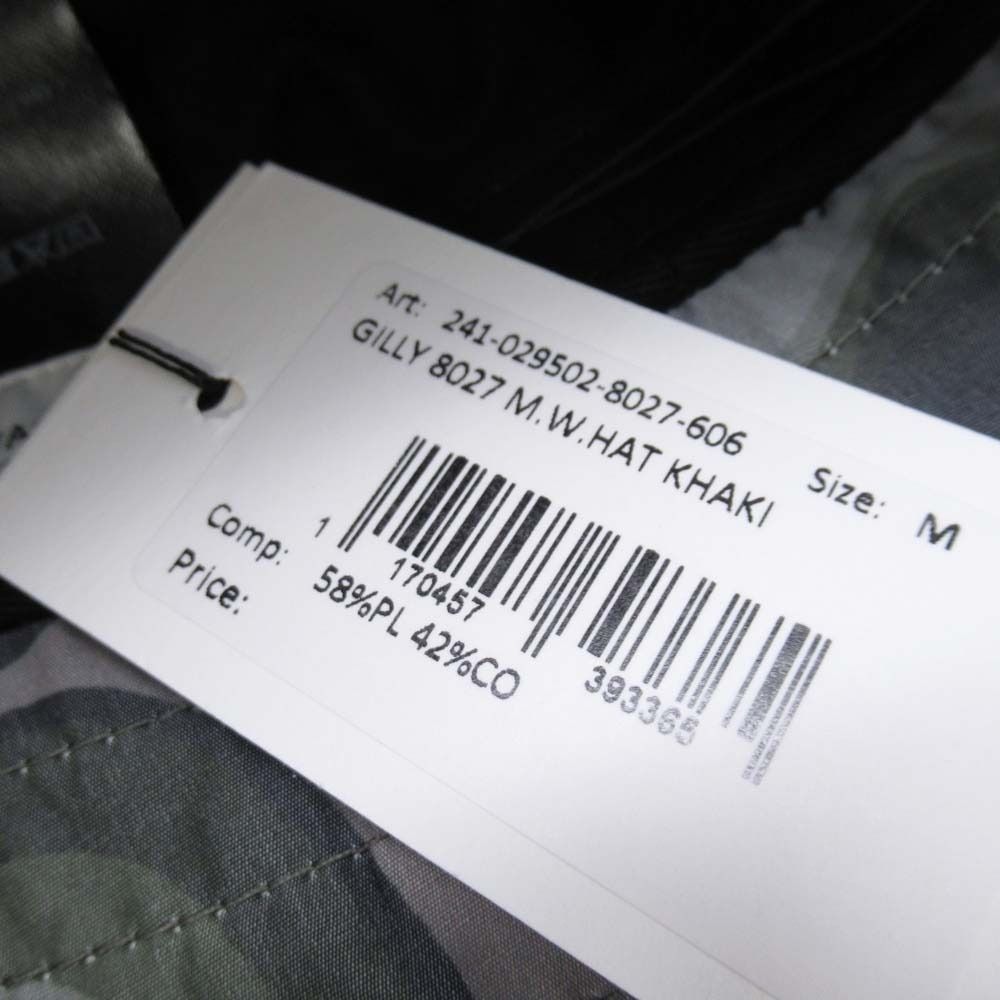 Art: 241-029502-8027-606
GILLY 8027 M.W.HAT KHAKI
Size: M
1 170457 393365
Comp: 58%PL 42%CO
Price: